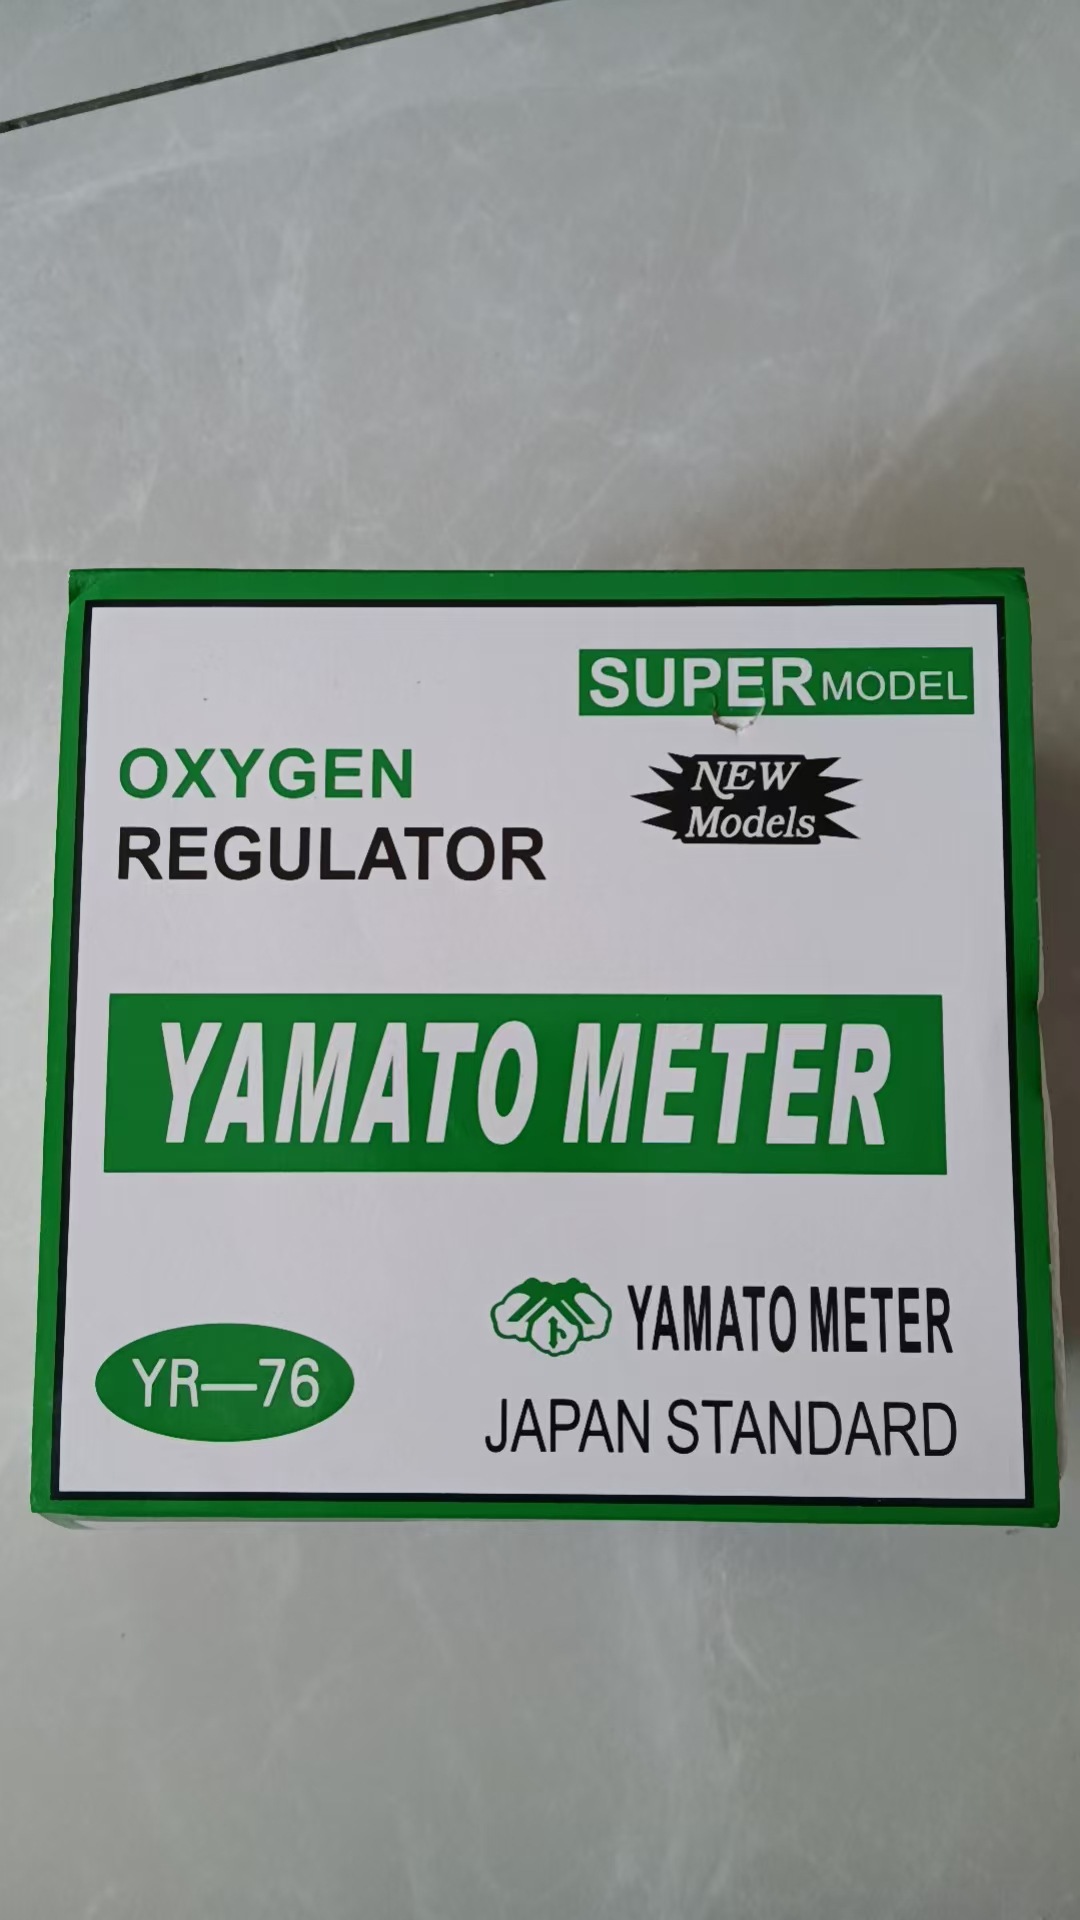 SUPER MODEL
OXYGEN
REGULATOR
NEW
Models
YAMATO METER
YAMATO METER
JAPAN STANDARD
YR—76